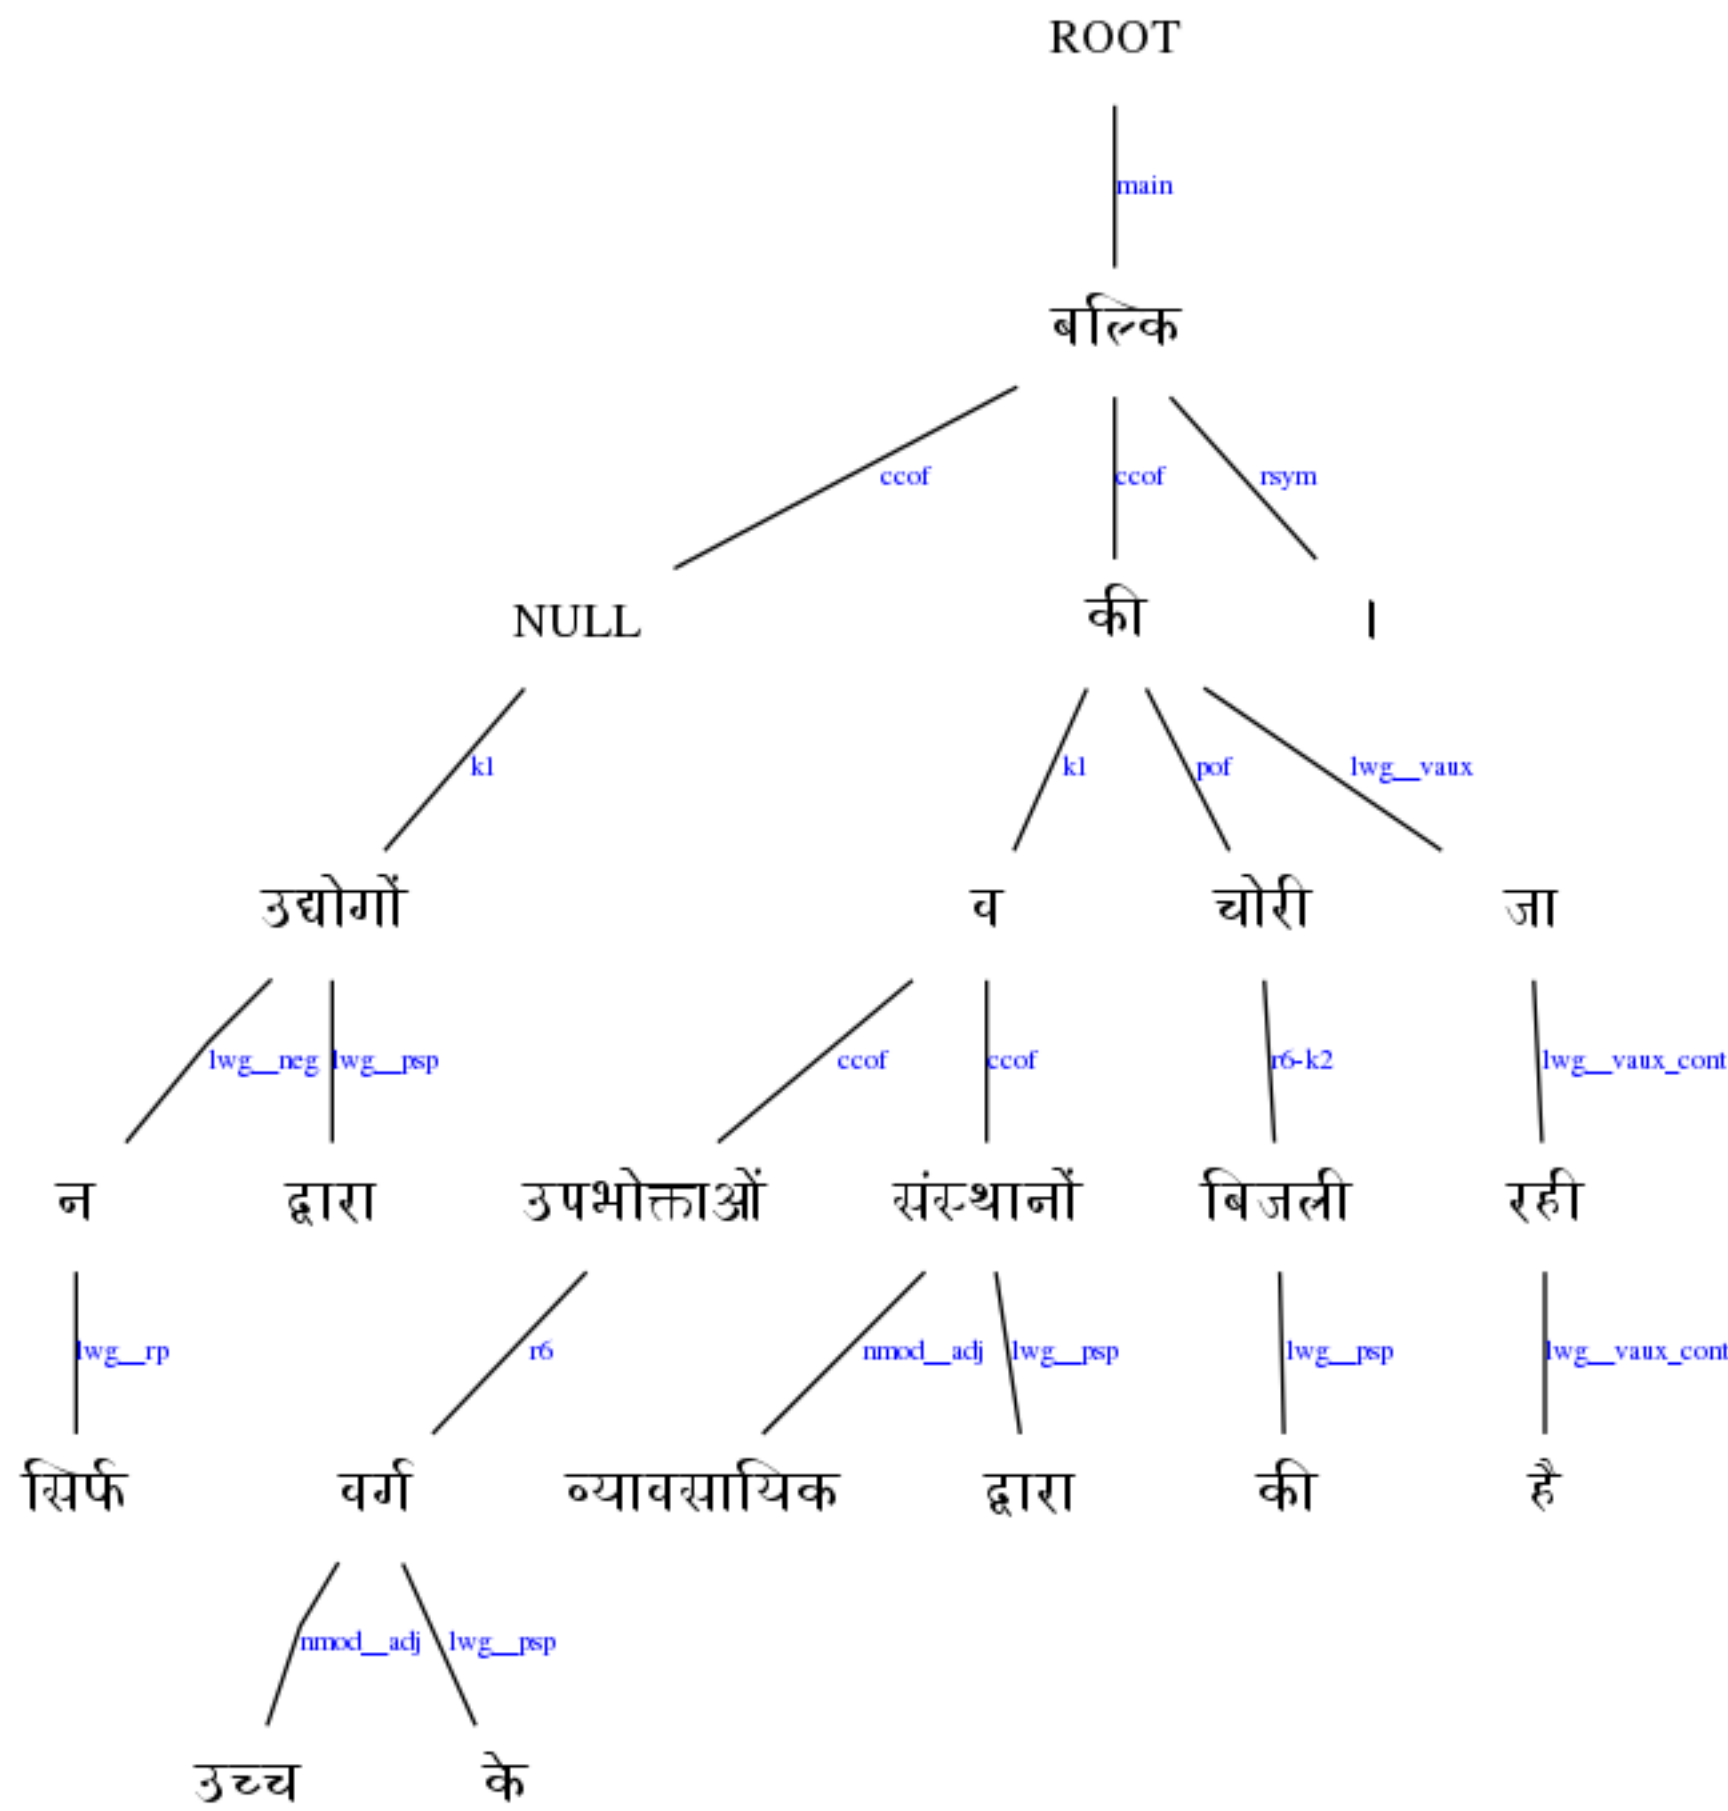 ROOT
main
बल्कि
ccof ccof rsym
NULL की ।
k1 k1 pof lwg__vaux
उद्योगों व चोरी जा
lwg__neg lwg__psp ccof ccof r6-k2 lwg__vaux_cont
न द्वारा उपभोक्ताओं संस्थानों बिजली रही
lwg__rp r6 nmod__adj lwg__psp lwg__psp lwg__vaux_cont
सिर्फ वर्ग व्यावसायिक द्वारा की है
nmod__adj lwg__psp
उच्च के